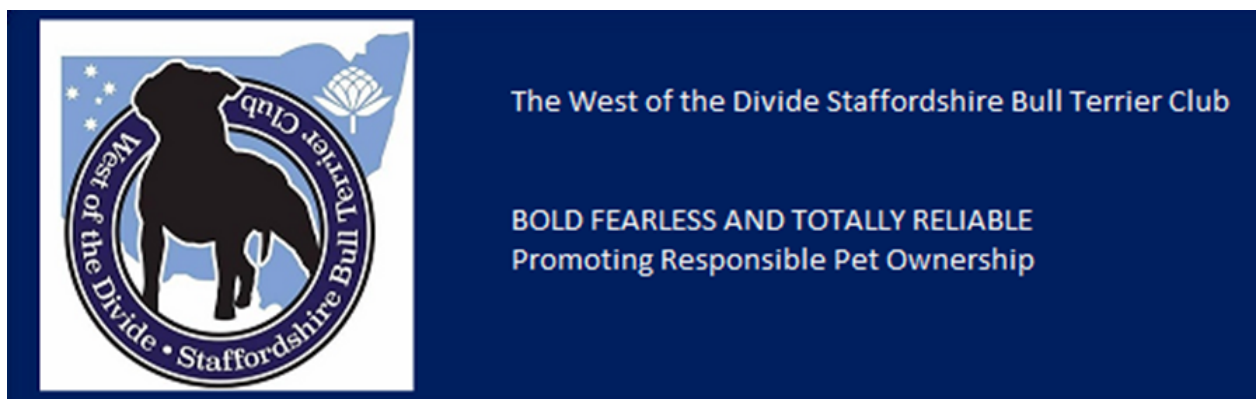 West of the Divide • Staffordshire Bull Terrier Club
The West of the Divide Staffordshire Bull Terrier Club
BOLD FEARLESS AND TOTALLY RELIABLE
Promoting Responsible Pet Ownership